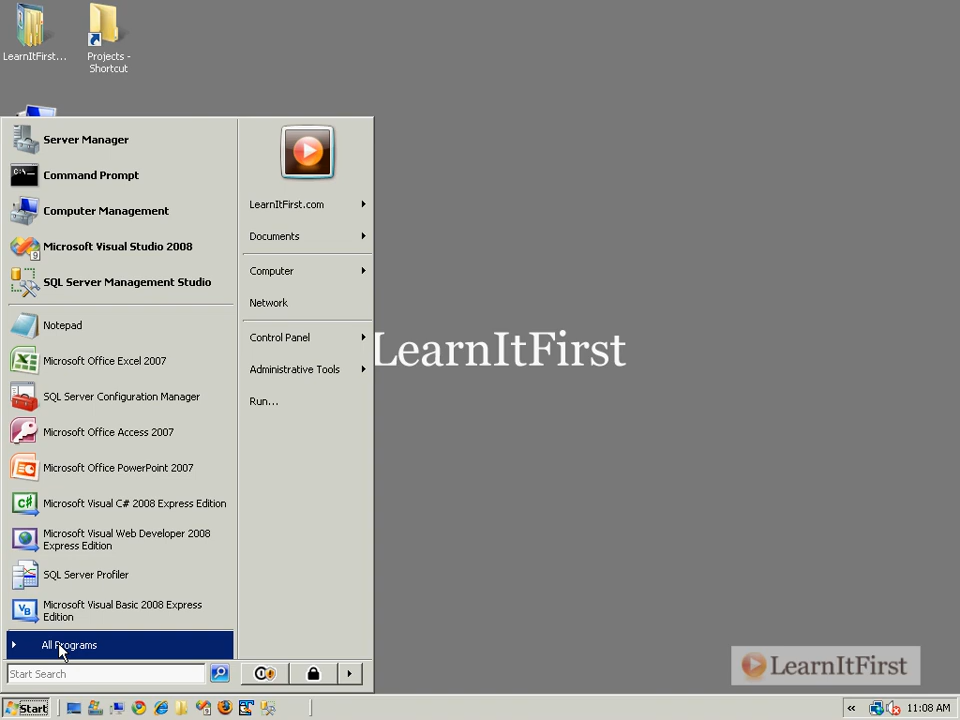 LearnItFirst...
Projects -
Shortcut
Server Manager
Command Prompt
Computer Management
Microsoft Visual Studio 2008
SQL Server Management Studio
Notepad
Microsoft Office Excel 2007
SQL Server Configuration Manager
Microsoft Office Access 2007
Microsoft Office PowerPoint 2007
Microsoft Visual C# 2008 Express Edition
Microsoft Visual Web Developer 2008
Express Edition
SQL Server Profiler
Microsoft Visual Basic 2008 Express
Edition
All Programs
Start Search
LearnItFirst.com
Documents
Computer
Network
Control Panel
Administrative Tools
Run...
LearnItFirst
LearnItFirst
Start
11:08 AM